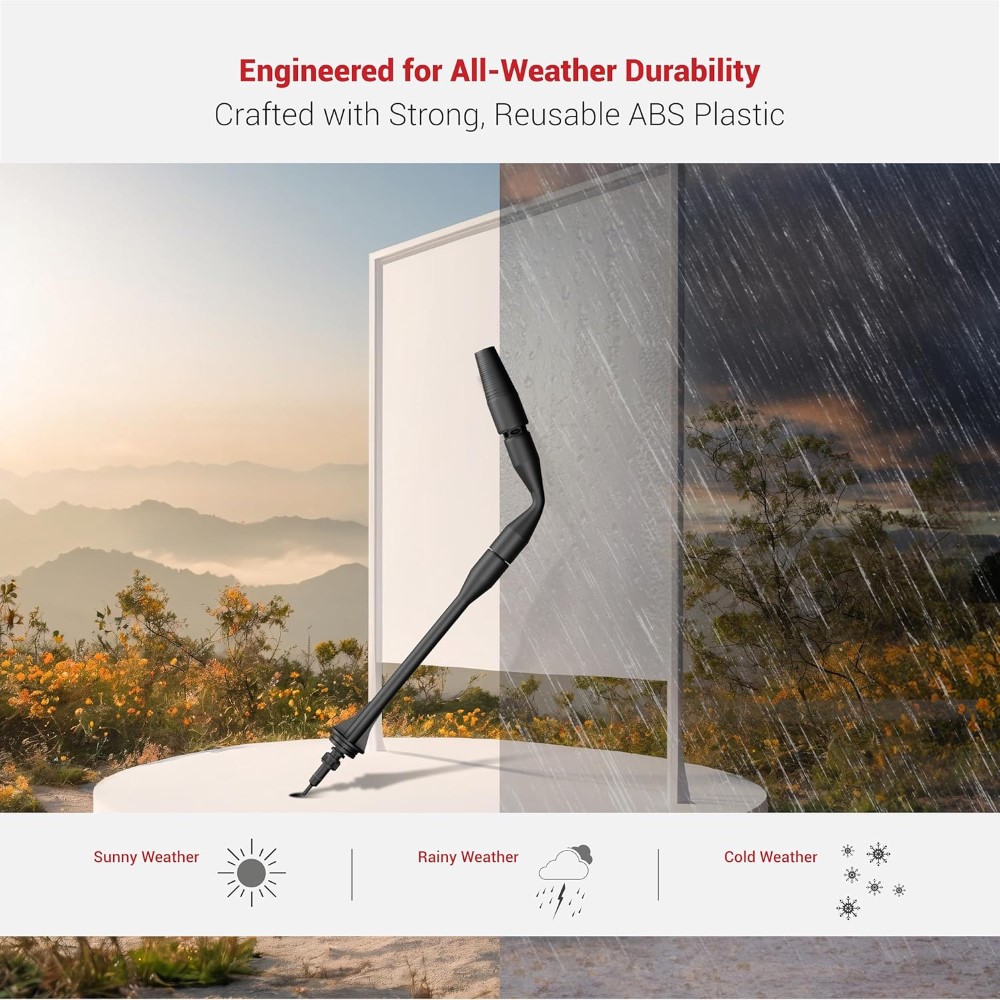 Engineered for All-Weather Durability
Crafted with Strong, Reusable ABS Plastic
Sunny Weather
Rainy Weather
Cold Weather